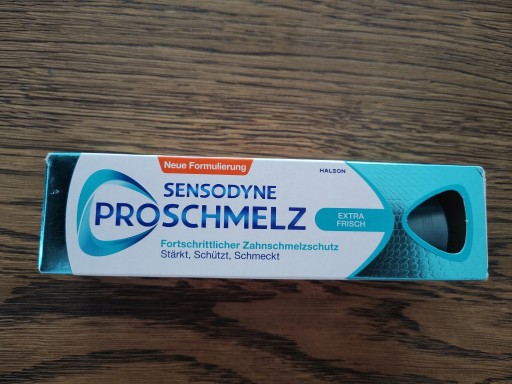 Neue Formulierung
HALEON
SENSODYNE
PROSCHMELZ
EXTRA
FRISCH
Fortschrittlicher Zahnschmelzschutz
Stärkt, Schützt, Schmeckt